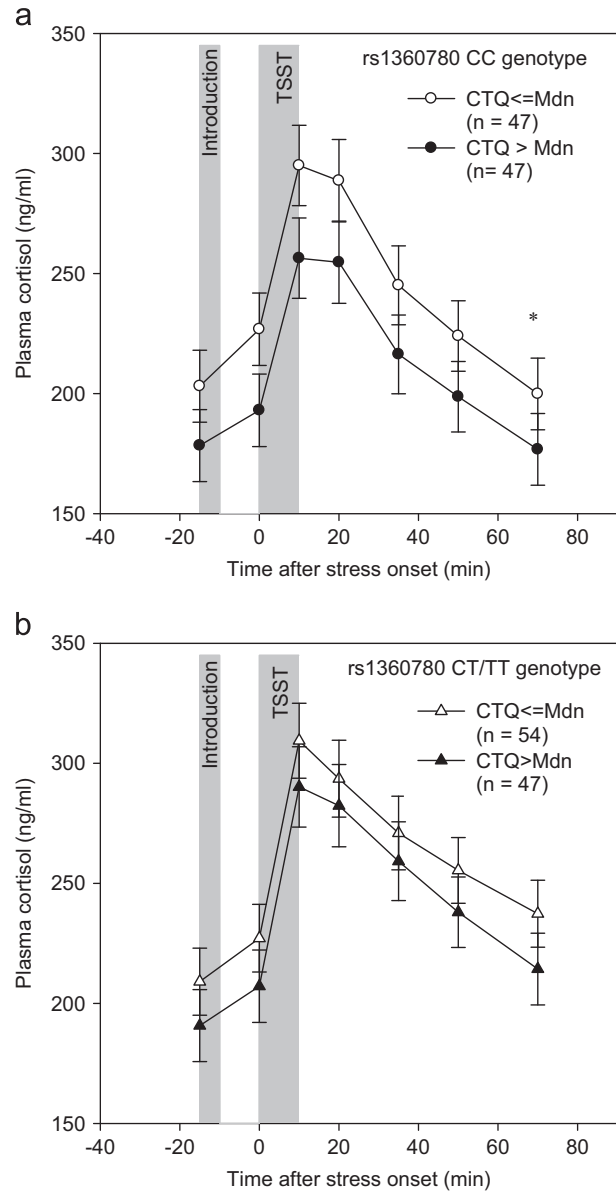 a
rs1360780 CC genotype
CTQ<=Mdn
(n = 47)
CTQ > Mdn
(n= 47)
Introduction
TSST
*
350
300
250
200
150
Plasma cortisol (ng/ml)
-40 -20 0 20 40 60 80
Time after stress onset (min)
b
rs1360780 CT/TT genotype
CTQ<=Mdn
(n = 54)
CTQ>Mdn
(n = 47)
Introduction
TSST
350
300
250
200
150
Plasma cortisol (ng/ml)
-40 -20 0 20 40 60 80
Time after stress onset (min)